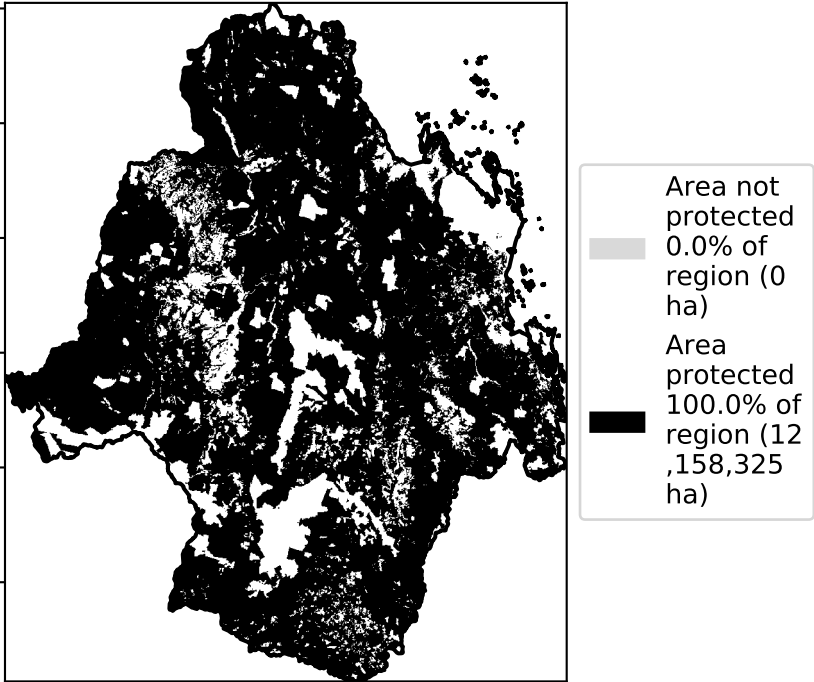 Area not
protected
0.0% of
region (0
ha)
Area
protected
100.0% of
region (12
,158,325
ha)